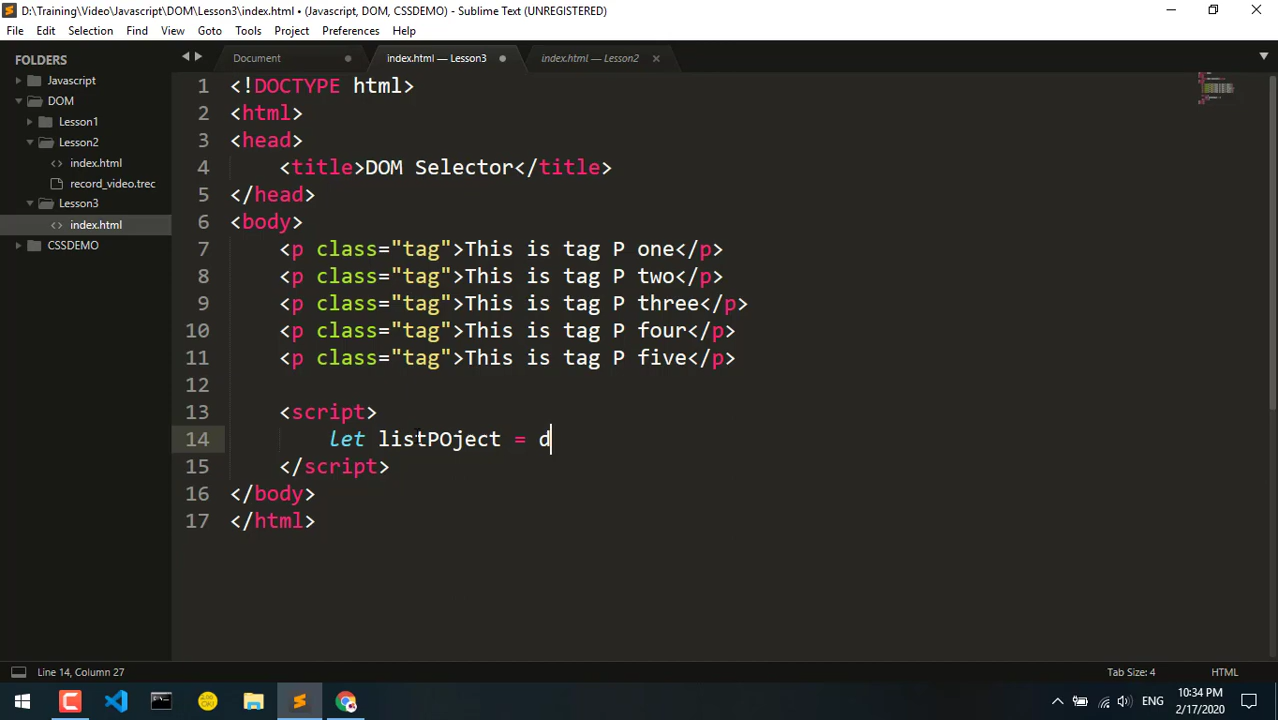 D:\Training\Video\Javascript\DOM\Lesson3\index.html • (Javascript, DOM, CSSDEMO) - Sublime Text (UNREGISTERED)
File Edit Selection Find View Goto Tools Project Preferences Help
FOLDERS
Javascript
DOM
Lesson1
Lesson2
index.html
record_video.trec
Lesson3
index.html
CSSDEMO
Document
index.html — Lesson3
index.html — Lesson2
1 <!DOCTYPE html>
2 <html>
3 <head>
4 <title>DOM Selector</title>
5 </head>
6 <body>
7 <p class="tag">This is tag P one</p>
8 <p class="tag">This is tag P two</p>
9 <p class="tag">This is tag P three</p>
10 <p class="tag">This is tag P four</p>
11 <p class="tag">This is tag P five</p>
12
13 <script>
14 let listPOject = d
15 </script>
16 </body>
17 </html>
Line 14, Column 27
Tab Size: 4
HTML
ENG
10:34 PM
2/17/2020